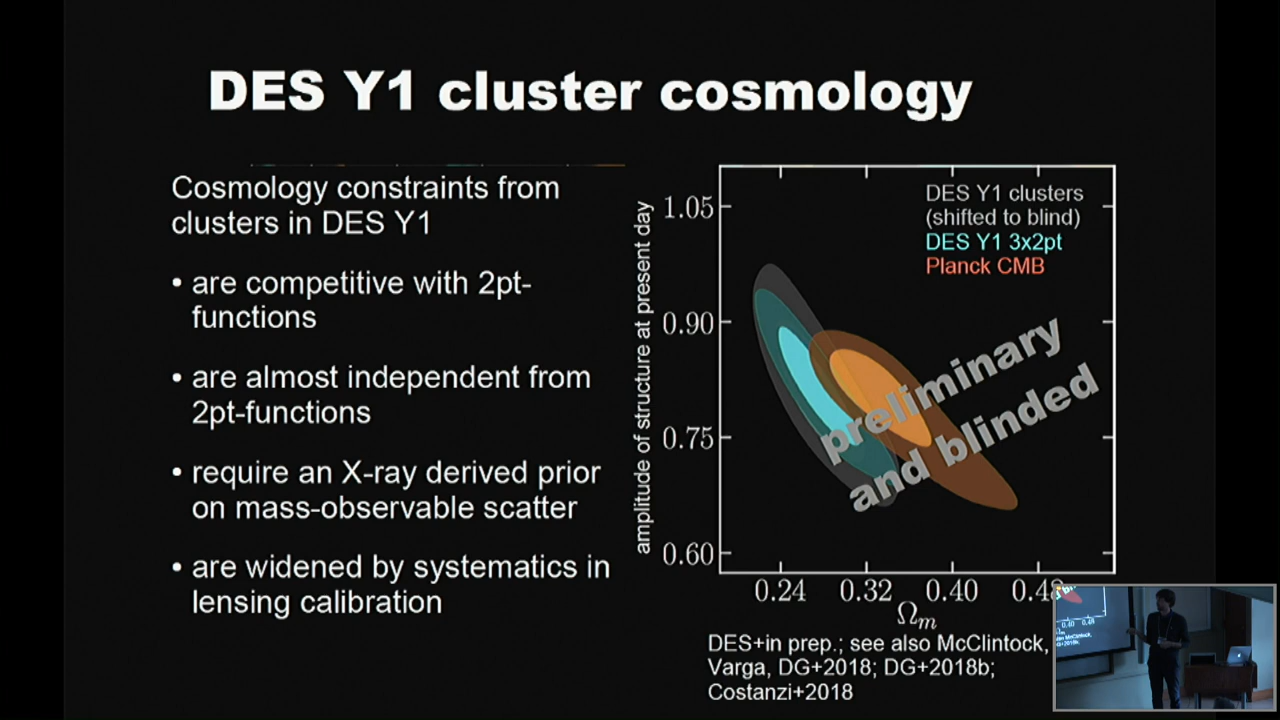 DES Y1 cluster cosmology
Cosmology constraints from
clusters in DES Y1
• are competitive with 2pt-
functions
• are almost independent from
2pt-functions
• require an X-ray derived prior
on mass-observable scatter
• are widened by systematics in
lensing calibration
amplitude of structure at present day
1.05
0.90
0.75
0.60
DES Y1 clusters
(shifted to blind)
DES Y1 3x2pt
Planck CMB
preliminary
and blinded
0.24 0.32 0.40
Ωm
DES+in prep.; see also McClintock,
Varga, DG+2018; DG+2018b;
Costanzi+2018
0.40 0.48